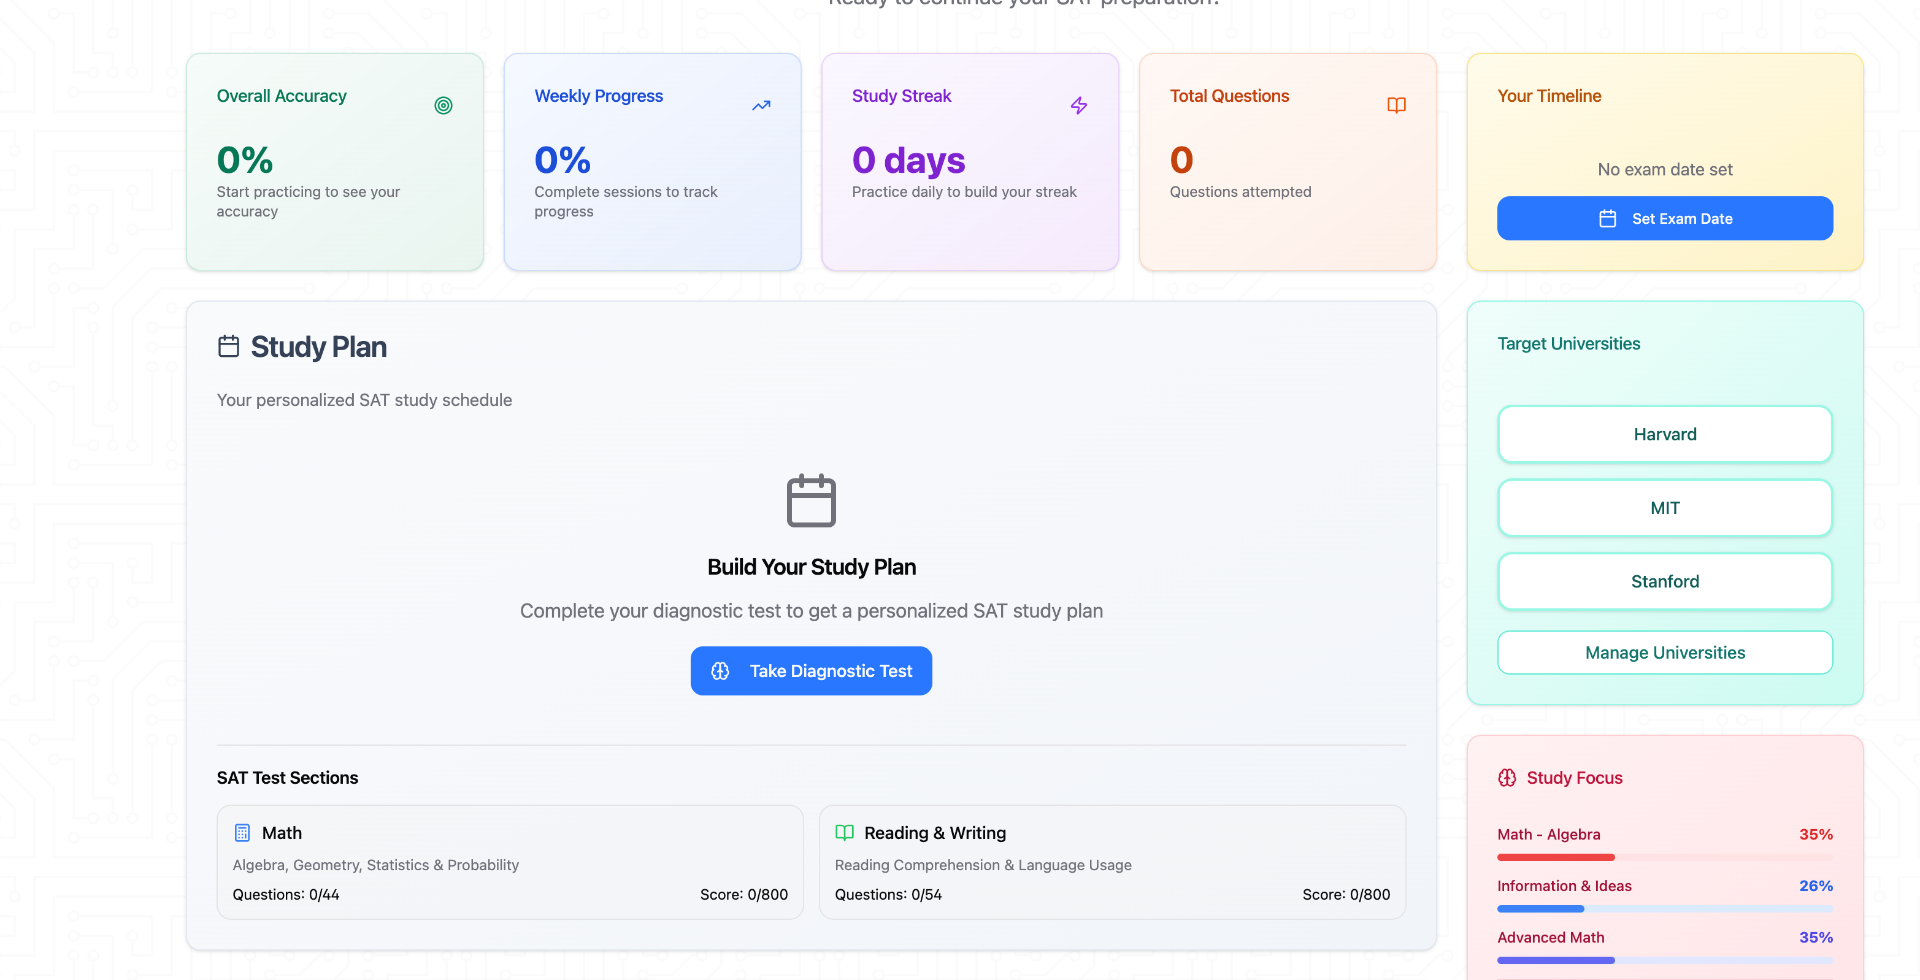 Ready to continue your SAT preparation?
Overall Accuracy
0%
Start practicing to see your
accuracy
Weekly Progress
0%
Complete sessions to track
progress
Study Streak
0 days
Practice daily to build your streak
Total Questions
0
Questions attempted
Your Timeline
No exam date set
Set Exam Date
Study Plan
Your personalized SAT study schedule
Build Your Study Plan
Complete your diagnostic test to get a personalized SAT study plan
Take Diagnostic Test
SAT Test Sections
Math
Algebra, Geometry, Statistics & Probability
Questions: 0/44 Score: 0/800
Reading & Writing
Reading Comprehension & Language Usage
Questions: 0/54 Score: 0/800
Target Universities
Harvard
MIT
Stanford
Manage Universities
Study Focus
Math - Algebra 35%
Information & Ideas 26%
Advanced Math 35%